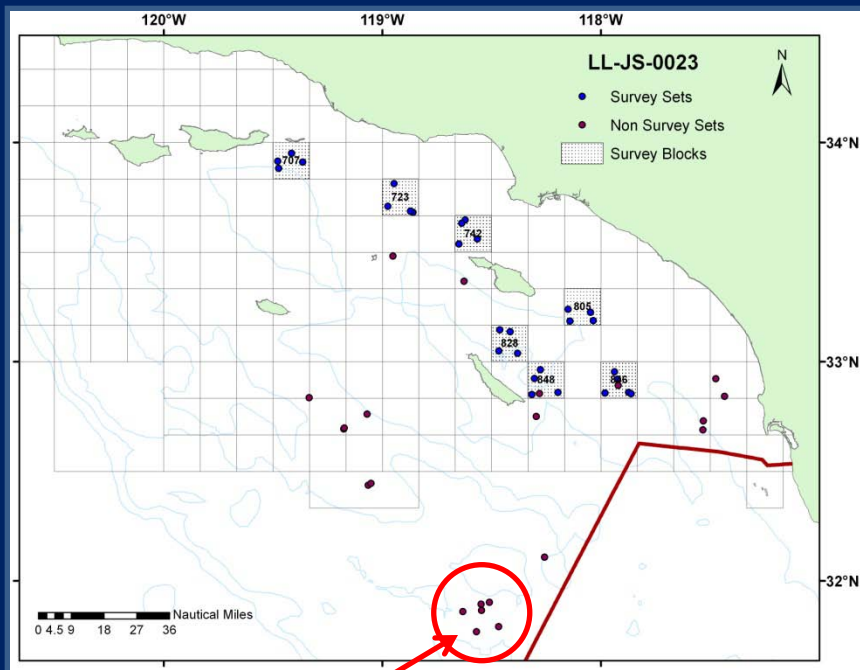 120°W 119°W 118°W
LL-JS-0023
N
Survey Sets
Non Survey Sets
Survey Blocks
34°N
707
723
742
805
828
33°N
848
32°N
Nautical Miles
0 4.5 9 18 27 36